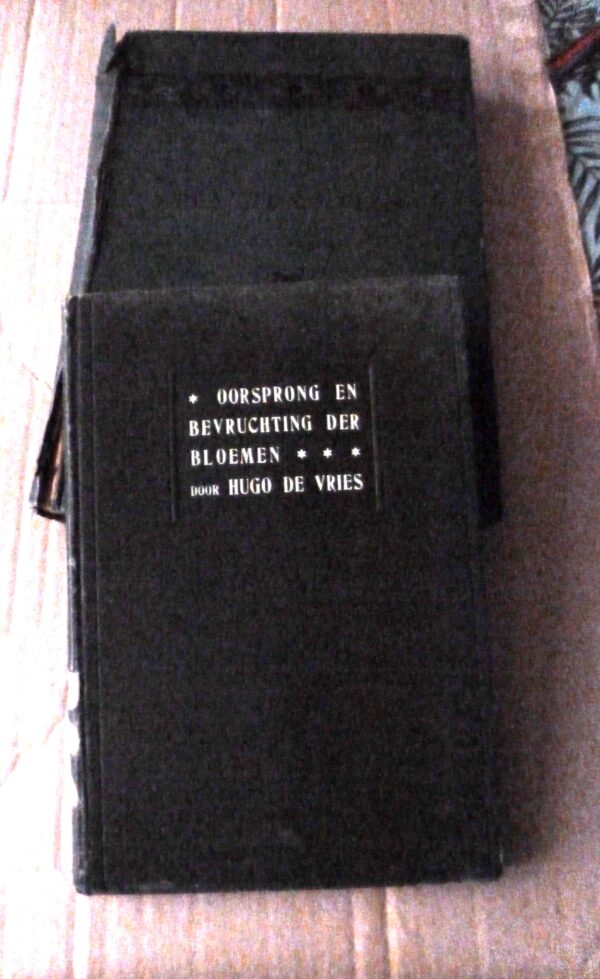 * OORSPRONG EN
BEVRUCHTING DER
BLOEMEN * * *
DOOR HUGO DE VRIES